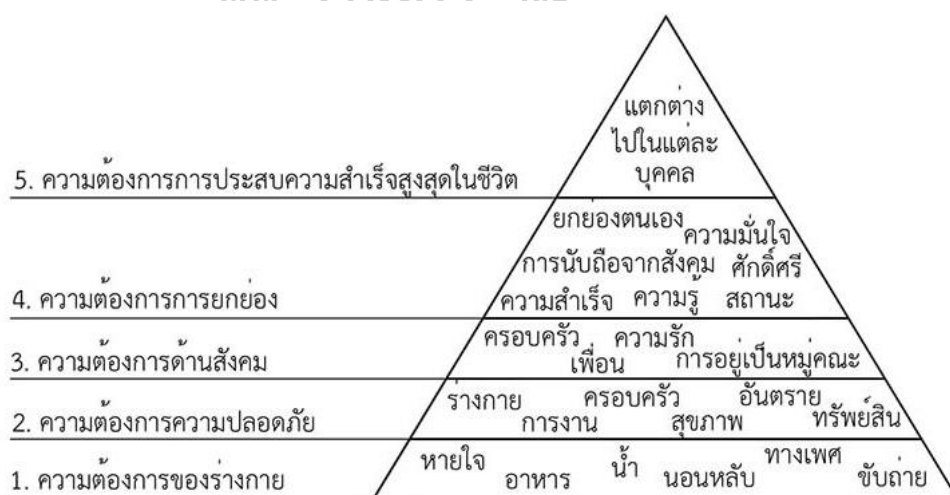 แตกต่าง
ไปในแต่ละ
บุคคล
5. ความต้องการการประสบความสำเร็จสูงสุดในชีวิต
ยกย่องตนเอง ความมั่นใจ
การนับถือจากสังคม ศักดิ์ศรี
4. ความต้องการการยกย่อง ความสำเร็จ ความรู้ สถานะ
ครอบครัว ความรัก
3. ความต้องการด้านสังคม เพื่อน การอยู่เป็นหมู่คณะ
รางกาย ครอบครัว อันตราย
2. ความต้องการความปลอดภัย การงาน สุขภาพ ทรัพย์สิน
หายใจ น้ำ ทางเพศ
1. ความต้องการของร่างกาย อาหาร นอนหลับ ขับถ่าย